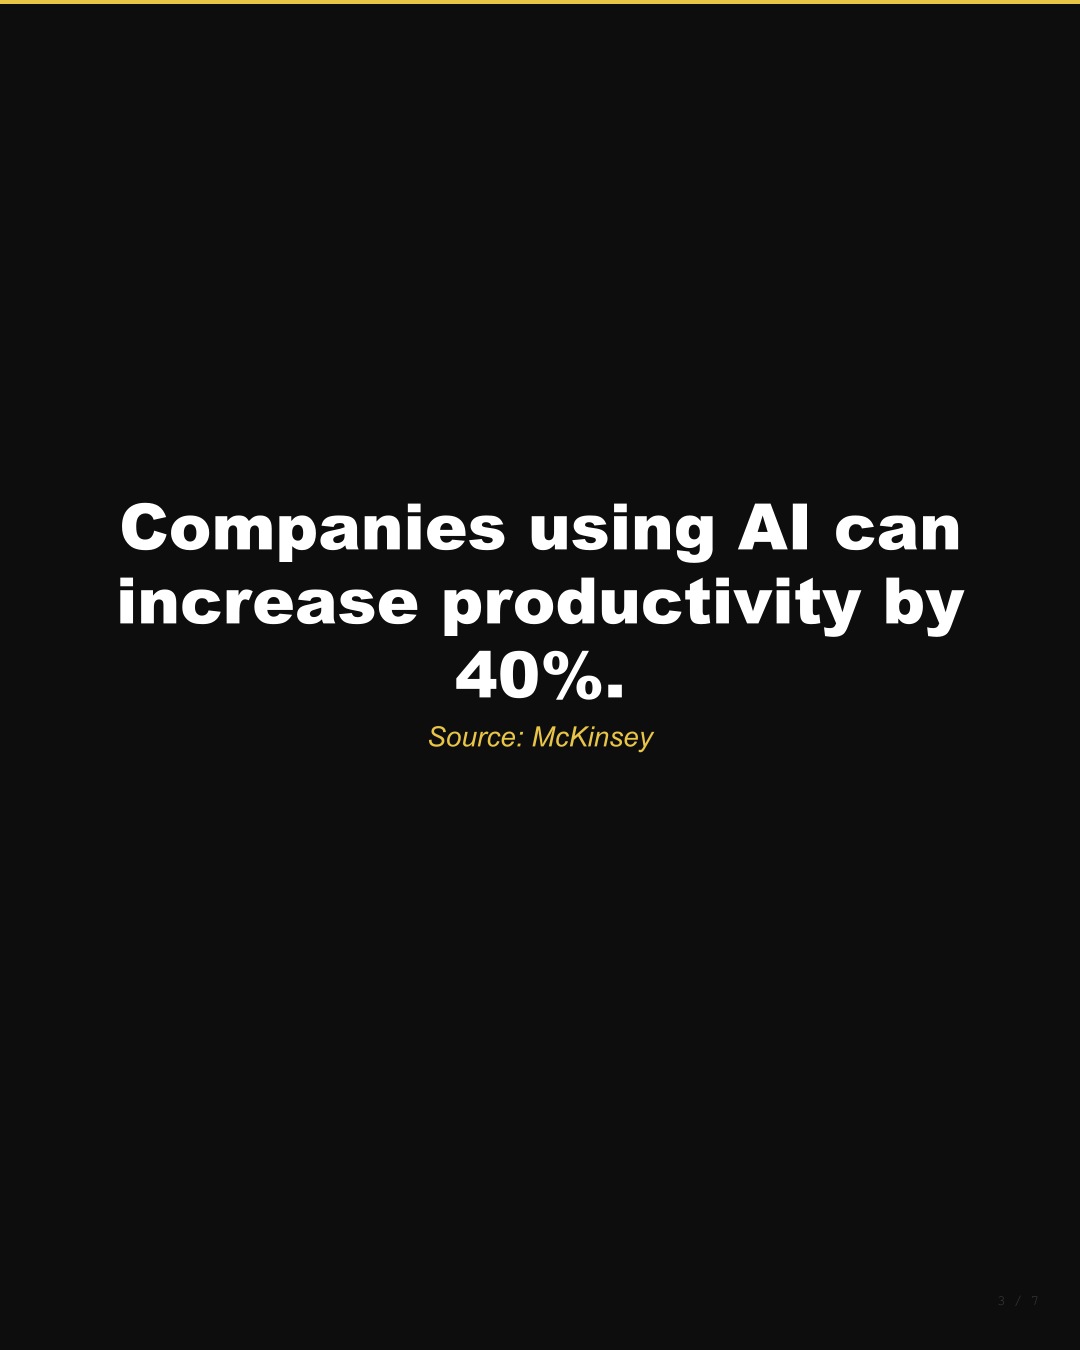 Companies using AI can
increase productivity by
40%.
Source: McKinsey
3 / 7